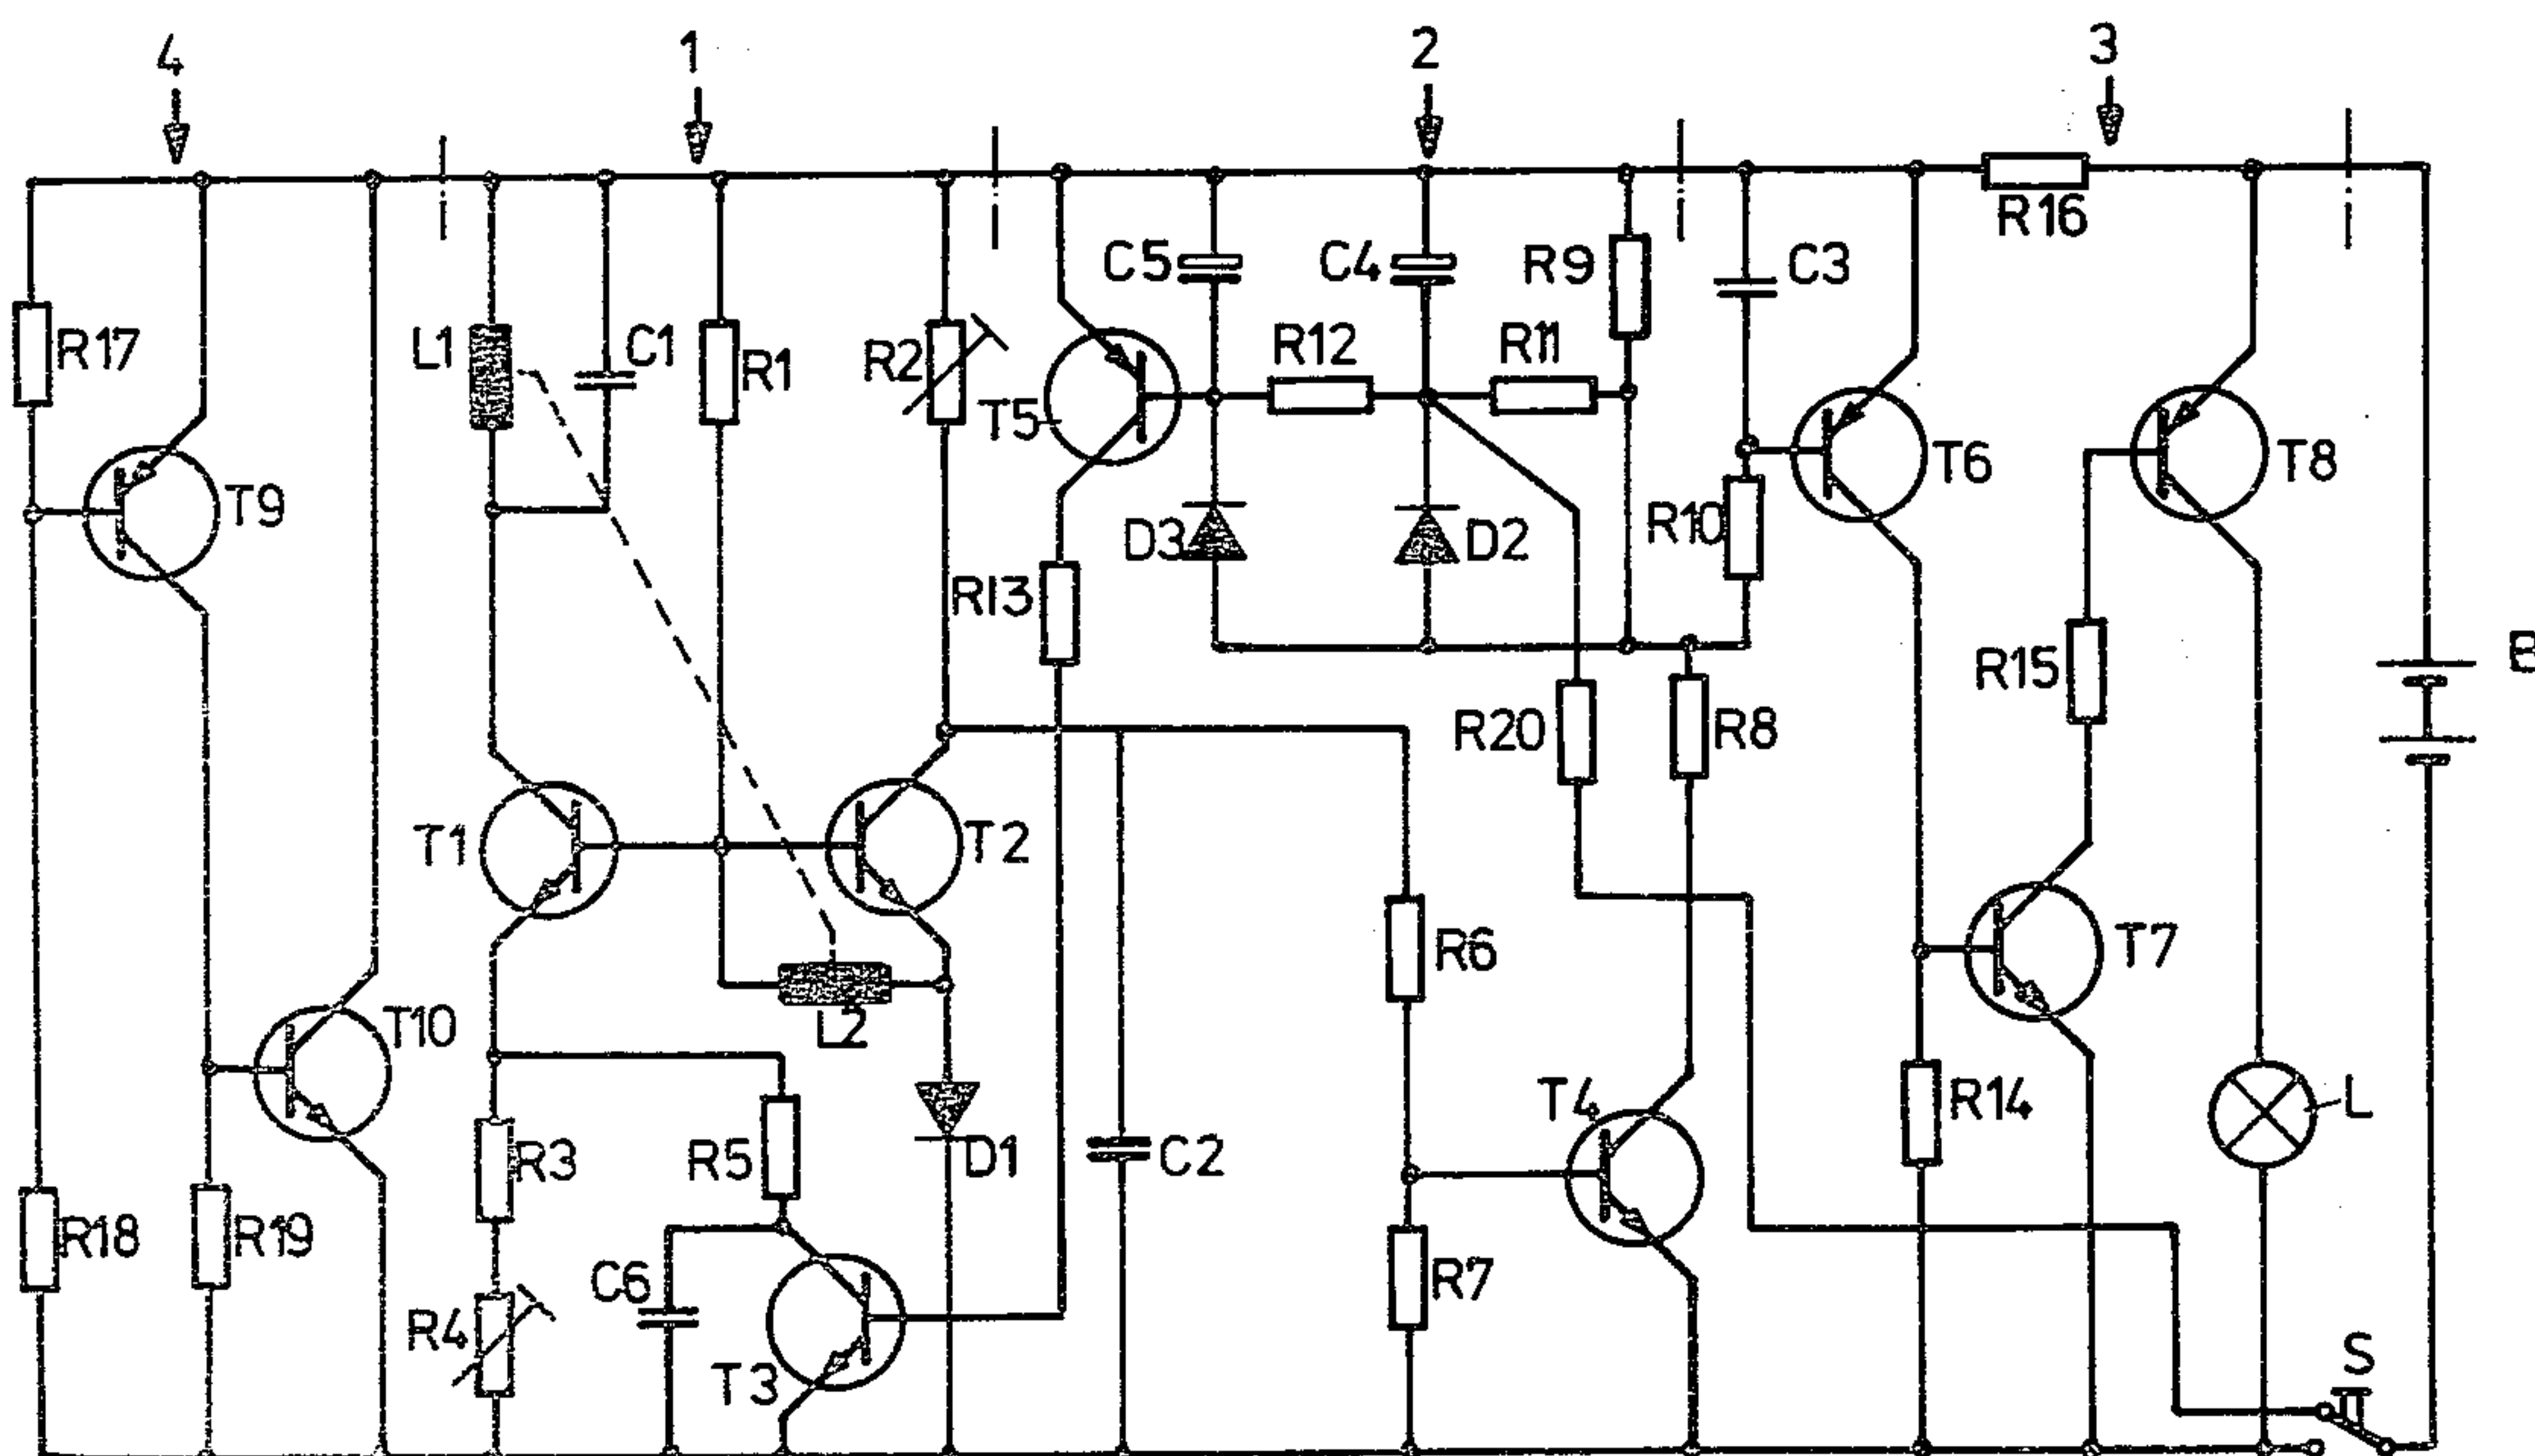 4 1 2 3
R16
C5 C4 R9 C3
R17 L1 C1 R1 R2 R12 R11
T5
T9 T6 T8
D3 D2 R10
R13
R15 B
R20 R8
T1 T2
R6 T7
T10 L2
T4 R14 L
R3 R5 D1 C2
R18 R19
C6 R7
R4
T3 S